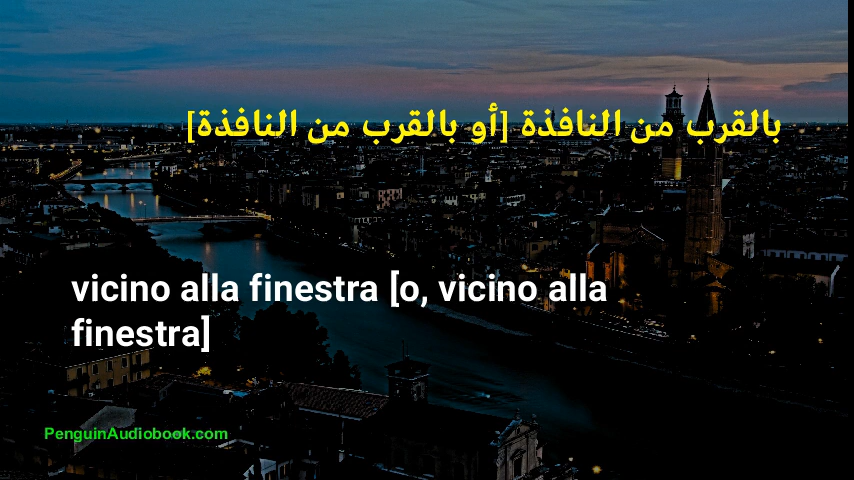 بالقرب من النافذة [أو بالقرب من النافذة]
vicino alla finestra [o, vicino alla
finestra]
PenguinAudiobook.com